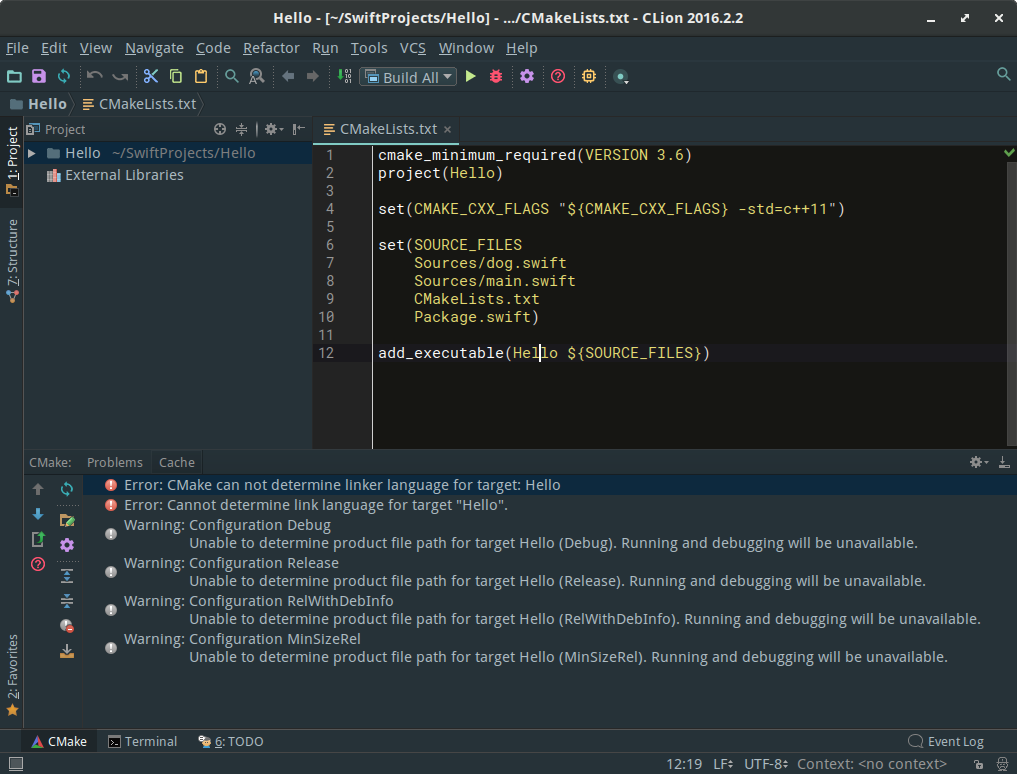 Hello - [~/SwiftProjects/Hello] - .../CMakeLists.txt - CLion 2016.2.2
File Edit View Navigate Code Refactor Run Tools VCS Window Help
Build All
Hello CMakeLists.txt
1: Project
7: Structure
2: Favorites
Project
Hello ~/SwiftProjects/Hello
External Libraries
CMakeLists.txt ×
1 cmake_minimum_required(VERSION 3.6)
2 project(Hello)
3
4 set(CMAKE_CXX_FLAGS "${CMAKE_CXX_FLAGS} -std=c++11")
5
6 set(SOURCE_FILES
7 Sources/dog.swift
8 Sources/main.swift
9 CMakeLists.txt
10 Package.swift)
11
12 add_executable(Hello ${SOURCE_FILES})
CMake: Problems Cache
Error: CMake can not determine linker language for target: Hello
Error: Cannot determine link language for target "Hello".
Warning: Configuration Debug
Unable to determine product file path for target Hello (Debug). Running and debugging will be unavailable.
Warning: Configuration Release
Unable to determine product file path for target Hello (Release). Running and debugging will be unavailable.
Warning: Configuration RelWithDebInfo
Unable to determine product file path for target Hello (RelWithDebInfo). Running and debugging will be unavailable.
Warning: Configuration MinSizeRel
Unable to determine product file path for target Hello (MinSizeRel). Running and debugging will be unavailable.
CMake Terminal 6: TODO Event Log
12:19 LF÷ UTF-8÷ Context: <no context>